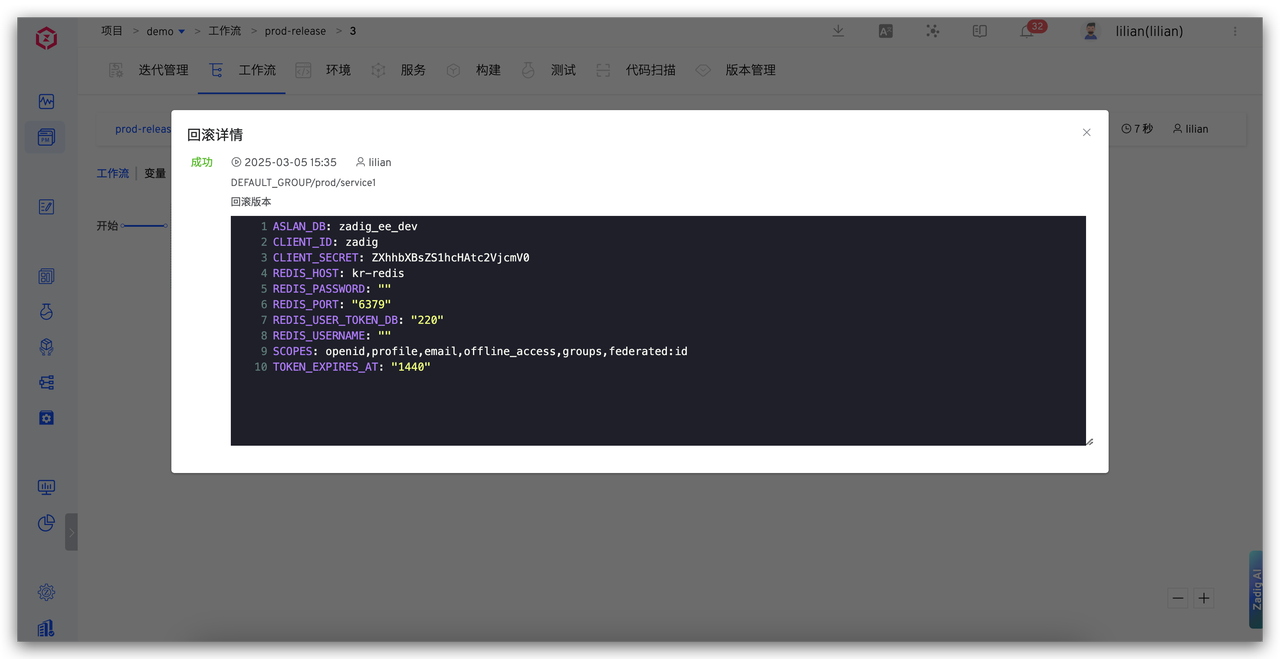 项目 > demo > 工作流 > prod-release > 3
32
lilian(lilian)
迭代管理 工作流 环境 服务 构建 测试 代码扫描 版本管理
prod-releas
7 秒 lilian
工作流 变量
开始
回滚详情
成功 2025-03-05 15:35 lilian
DEFAULT_GROUP/prod/service1
回滚版本
1 ASLAN_DB: zadig_ee_dev
2 CLIENT_ID: zadig
3 CLIENT_SECRET: ZXhhbXBsZS1hcHAtc2VjcmV0
4 REDIS_HOST: kr-redis
5 REDIS_PASSWORD: ""
6 REDIS_PORT: "6379"
7 REDIS_USER_TOKEN_DB: "220"
8 REDIS_USERNAME: ""
9 SCOPES: openid,profile,email,offline_access,groups,federated:id
10 TOKEN_EXPIRES_AT: "1440"
Zadig AI